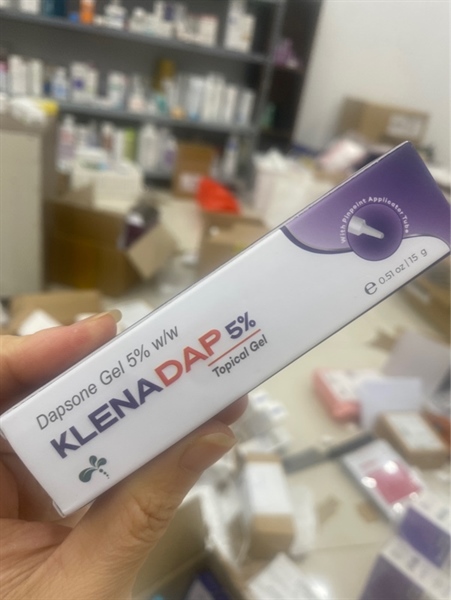 With Pinpoint Applicator Tube
e 0.51 oz / 15 g
Dapsone Gel 5% w/w
KLENADAP 5%
Topical Gel